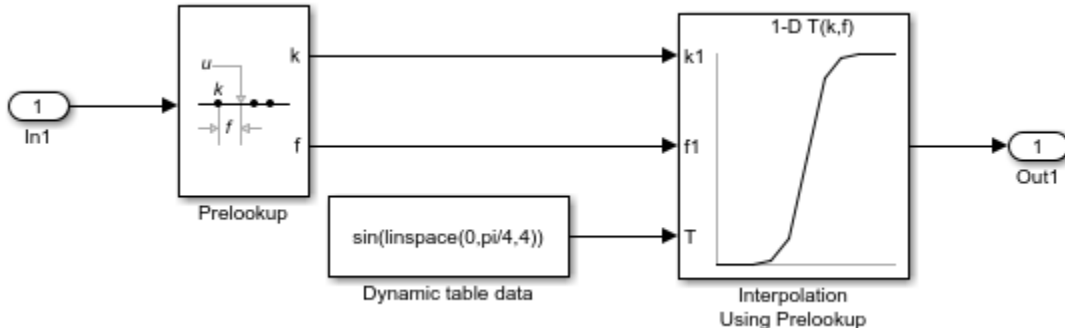 1
In1
u
k
f
k
f
Prelookup
sin(linspace(0,pi/4,4))
Dynamic table data
1-D T(k,f)
k1
f1
T
Interpolation
Using Prelookup
1
Out1